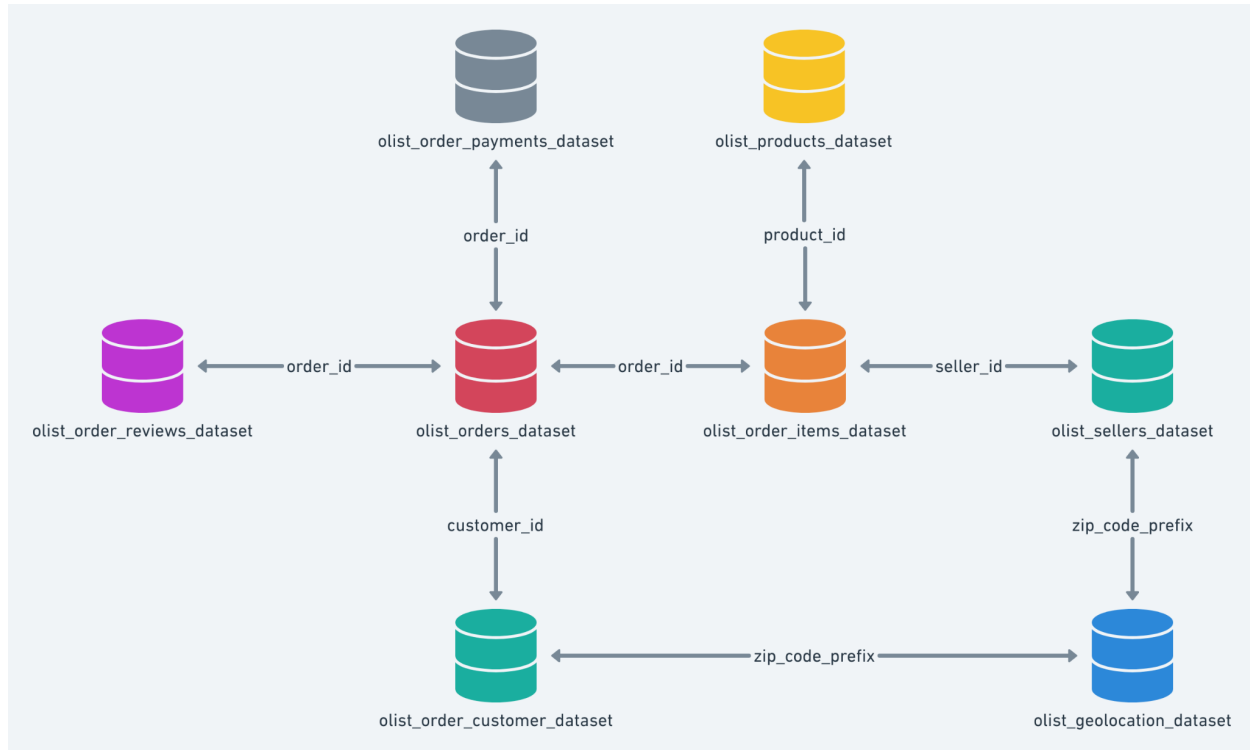 olist_order_payments_dataset
olist_products_dataset
order_id
product_id
order_id
order_id
seller_id
olist_order_reviews_dataset
olist_orders_dataset
olist_order_items_dataset
olist_sellers_dataset
customer_id
zip_code_prefix
zip_code_prefix
olist_order_customer_dataset
olist_geolocation_dataset